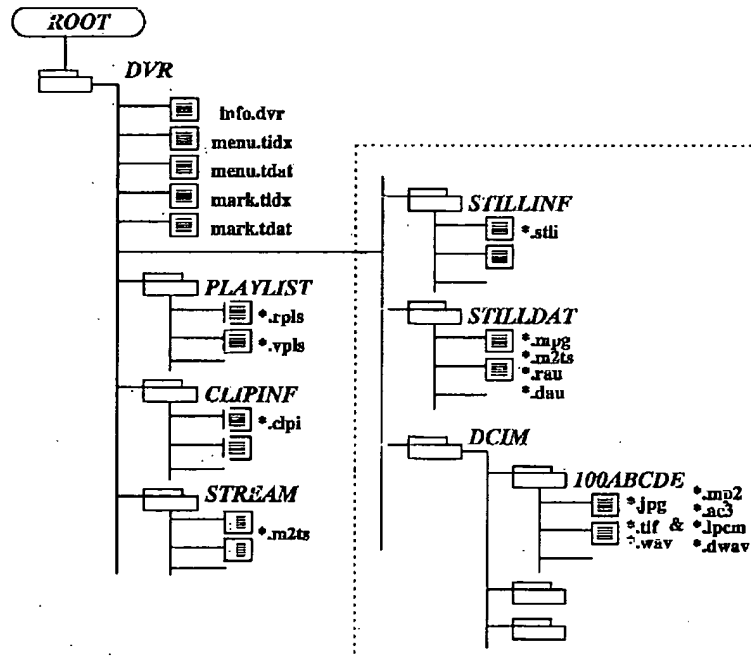 ROOT
DVR
info.dvr
menu.tidx
menu.tdat
mark.tidx
mark.tdat
PLAYLIST
*.rpls
*.vpls
CLIPINF
*.clpi
STREAM
*.m2ts
STILLINF
*.stli
STILLDAT
*.mpg
*.m2ts
*.rau
*.dau
DCIM
100ABCDE
*.jpg
*.tif &
*.wav
*.mp2
*.ac3
*.lpcm
*.dwav